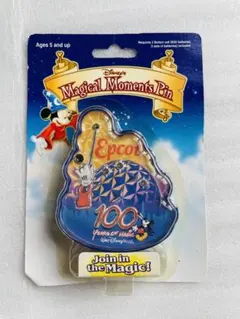 Ages 5 and up
Disney's
Magical Moments Pin
Epcot
100
YEARS OF MAGIC
Walt Disney World
Join in
the Magic!